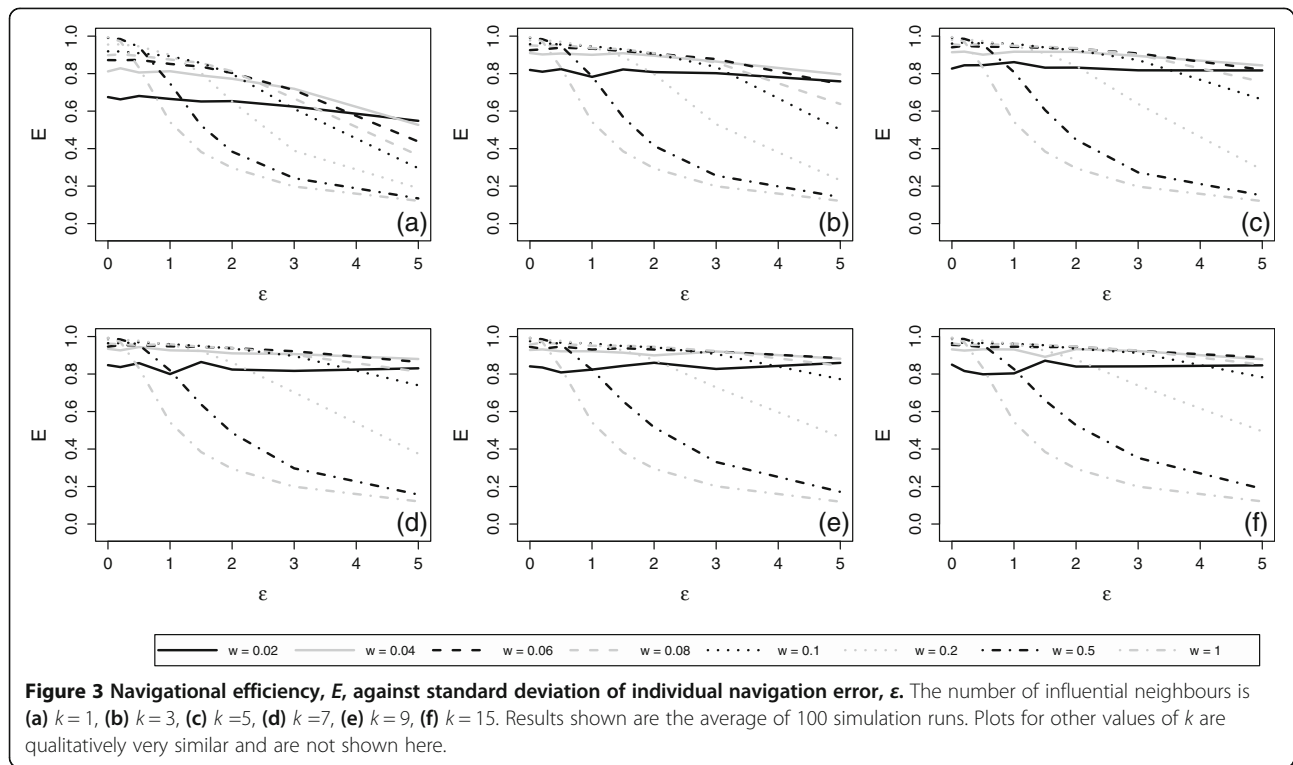 1.0
0.8
0.6
0.4
0.2
0.0
E
(a)
0 1 2 3 4 5
ε
1.0
0.8
0.6
0.4
0.2
0.0
E
(b)
0 1 2 3 4 5
ε
1.0
0.8
0.6
0.4
0.2
0.0
E
(c)
0 1 2 3 4 5
ε
1.0
0.8
0.6
0.4
0.2
0.0
E
(d)
0 1 2 3 4 5
ε
1.0
0.8
0.6
0.4
0.2
0.0
E
(e)
0 1 2 3 4 5
ε
1.0
0.8
0.6
0.4
0.2
0.0
E
(f)
0 1 2 3 4 5
ε
w = 0.02 w = 0.04 w = 0.06 w = 0.08 w = 0.1 w = 0.2 w = 0.5 w = 1
Figure 3 Navigational efficiency, E, against standard deviation of individual navigation error, ε. The number of influential neighbours is
(a) k = 1, (b) k = 3, (c) k =5, (d) k =7, (e) k = 9, (f) k = 15. Results shown are the average of 100 simulation runs. Plots for other values of k are
qualitatively very similar and are not shown here.